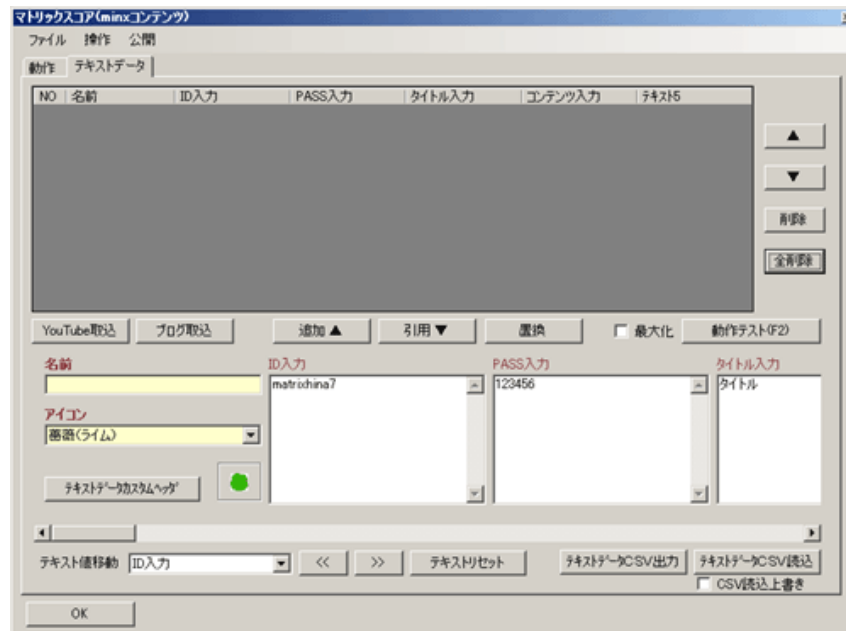 マトリックスコア(minxコンテンツ)
ファイル 操作 公開
動作 テキストデータ
NO 名前 ID入力 PASS入力 タイトル入力 コンテンツ入力 テキスト5
▲
▼
削除
全削除
YouTube取込 ブログ取込 追加▲ 引用▼ 置換 最大化 動作テスト(F2)
名前 ID入力 PASS入力 タイトル入力
matrixhina7 123456 タイトル
アイコン
薔薇(ライム)
テキストデータカスタムヘッダ
テキスト値移動 ID入力 << >> テキストリセット テキストデータCSV出力 テキストデータCSV読込
CSV読込上書き
OK